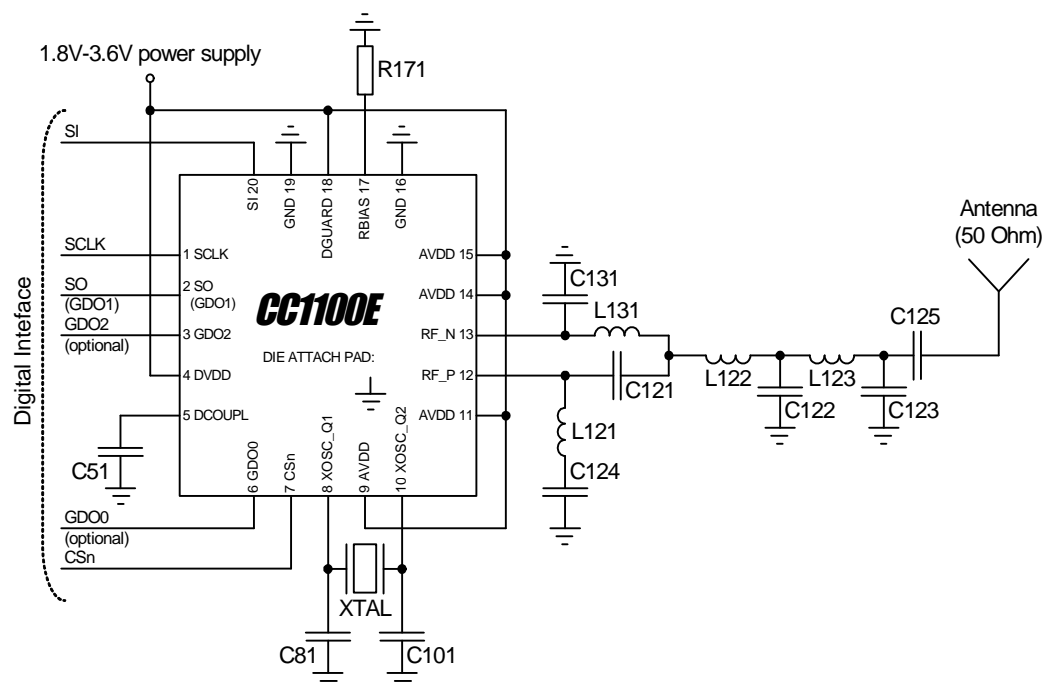 1.8V-3.6V power supply
R171
SI
SI 20
GND 19
DGUARD 18
RBIAS 17
GND 16
Antenna
(50 Ohm)
Digital Inteface
SCLK
1 SCLK
AVDD 15
SO
(GDO1)
2 SO
(GDO1)
CC1100E
AVDD 14
C131
L131
GDO2
(optional)
3 GDO2
RF_N 13
C125
DIE ATTACH PAD:
4 DVDD
RF_P 12
C121
L122
L123
C122
C123
5 DCOUPL
AVDD 11
L121
C51
6 GDO0
7 CSn
8 XOSC_Q1
9 AVDD
10 XOSC_Q2
C124
GDO0
(optional)
CSn
XTAL
C81
C101